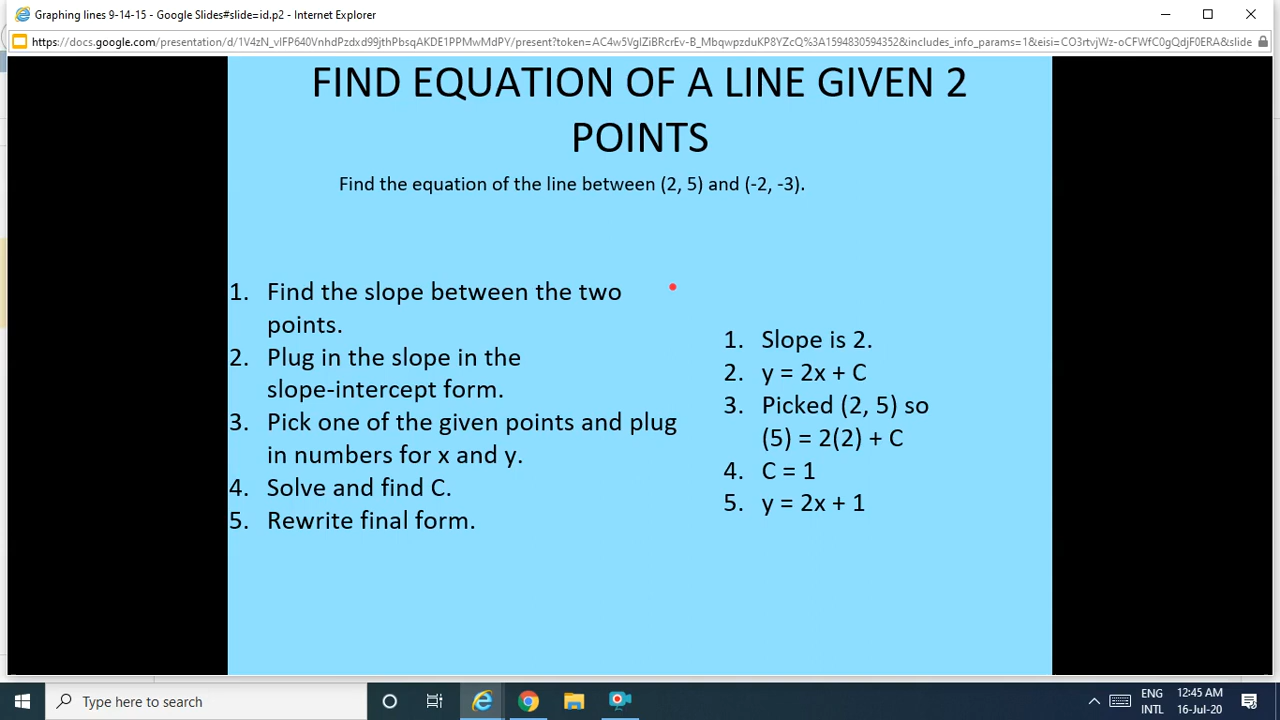 Graphing lines 9-14-15 - Google Slides#slide=id.p2 - Internet Explorer
FIND EQUATION OF A LINE GIVEN 2
POINTS
Find the equation of the line between (2, 5) and (-2, -3).
1. Find the slope between the two
points.
2. Plug in the slope in the
slope-intercept form.
3. Pick one of the given points and plug
in numbers for x and y.
4. Solve and find C.
5. Rewrite final form.
1. Slope is 2.
2. y = 2x + C
3. Picked (2, 5) so
(5) = 2(2) + C
4. C = 1
5. y = 2x + 1
Type here to search
ENG
INTL
12:45 AM
16-Jul-20